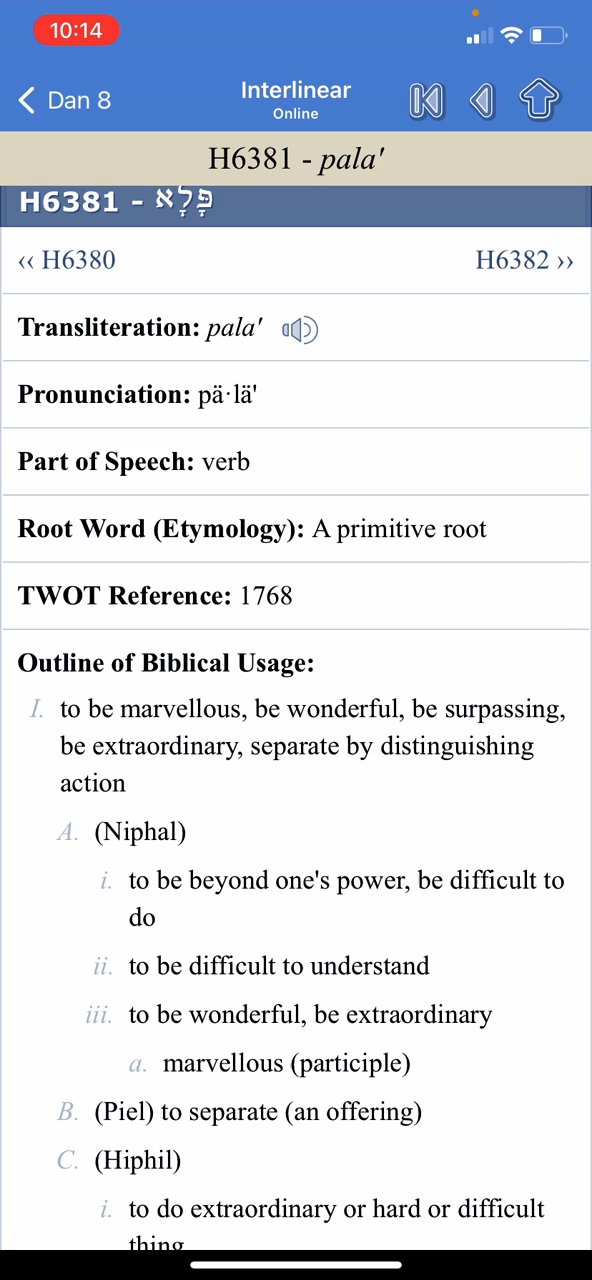 10:14
Dan 8
Interlinear
Online
H6381 - pala'
H6381 - פָּלָא
‹‹ H6380
H6382 ››
Transliteration: pala'
Pronunciation: pä·lä'
Part of Speech: verb
Root Word (Etymology): A primitive root
TWOT Reference: 1768
Outline of Biblical Usage:
I. to be marvellous, be wonderful, be surpassing,
be extraordinary, separate by distinguishing
action
A. (Niphal)
i. to be beyond one's power, be difficult to
do
ii. to be difficult to understand
iii. to be wonderful, be extraordinary
a. marvellous (participle)
B. (Piel) to separate (an offering)
C. (Hiphil)
i. to do extraordinary or hard or difficult
thing